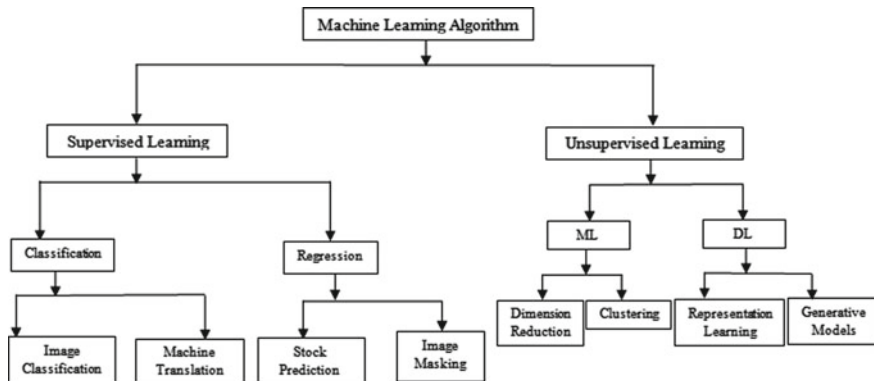 Machine Learning Algorithm
Supervised Learning
Unsupervised Learning
Classification
Regression
ML
DL
Image
Classification
Machine
Translation
Stock
Prediction
Image
Masking
Dimension
Reduction
Clustering
Representation
Learning
Generative
Models